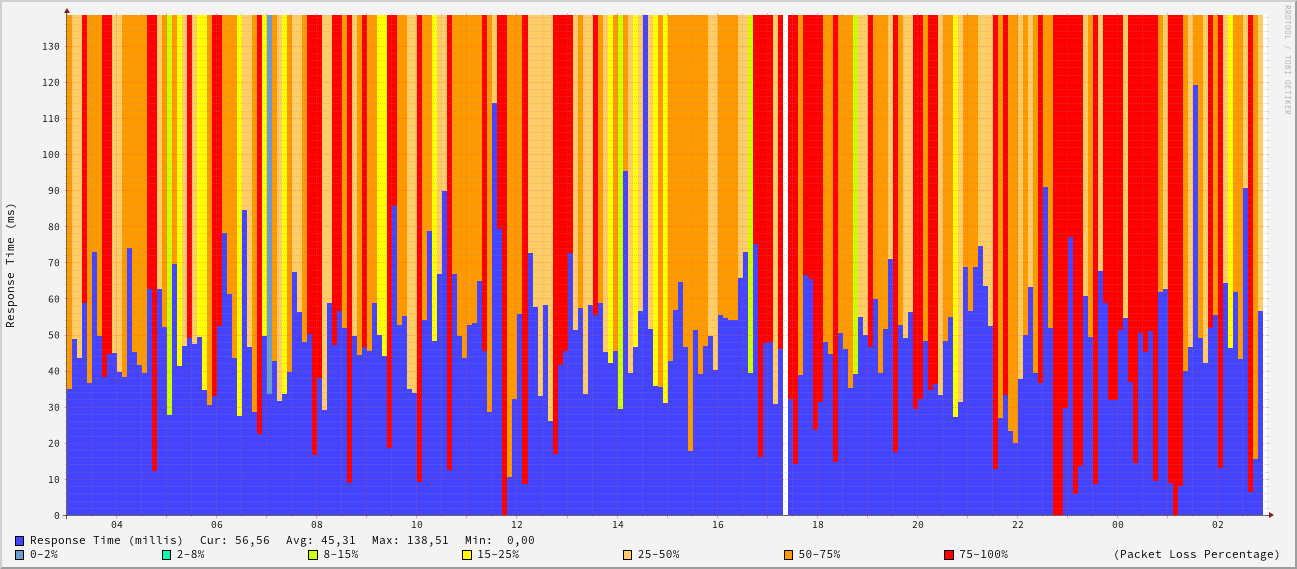 RRDTOOL / TOBI OETIKER
Response Time (ms)
130
120
110
100
90
80
70
60
50
40
30
20
10
0
04 06 08 10 12 14 16 18 20 22 00 02
Response Time (millis) Cur: 56,56 Avg: 45,31 Max: 138,51 Min: 0,00
0-2% 2-8% 8-15% 15-25% 25-50% 50-75% 75-100% (Packet Loss Percentage)